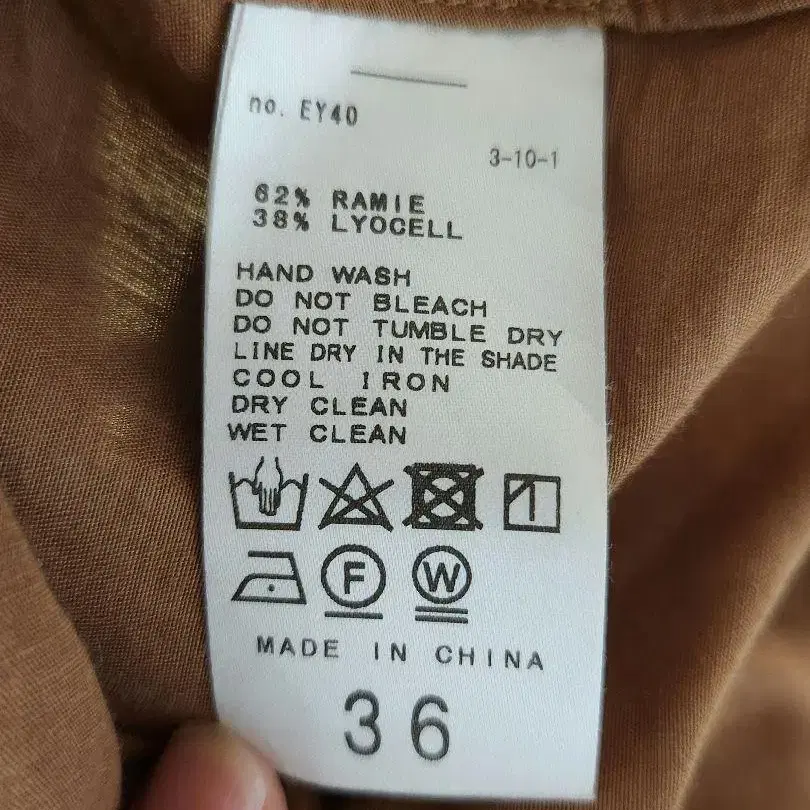 no. EY40
3-10-1
62% RAMIE
38% LYOCELL
HAND WASH
DO NOT BLEACH
DO NOT TUMBLE DRY
LINE DRY IN THE SHADE
COOL IRON
DRY CLEAN
WET CLEAN
F W
MADE IN CHINA
36